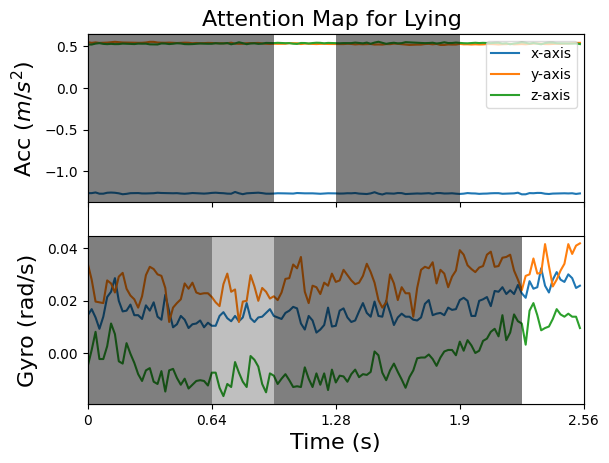 Attention Map for Lying
Acc (m/s²)
0.5
0.0
−0.5
−1.0
x-axis
y-axis
z-axis
Gyro (rad/s)
0.04
0.02
0.00
0
0.64
1.28
1.9
2.56
Time (s)